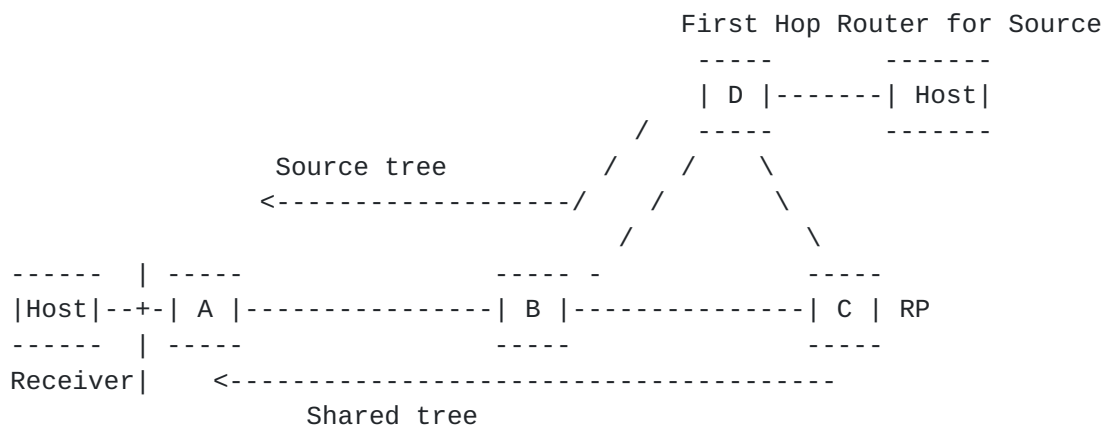 First Hop Router for Source
----- -------
| D |-------| Host|
/ ----- -------
Source tree / / \
<-------------------/ / \
/ \
------ | ----- ----- - -----
|Host|--+-| A |----------------| B |---------------| C | RP
------ | ----- ----- -----
Receiver| <---------------------------------------
Shared tree